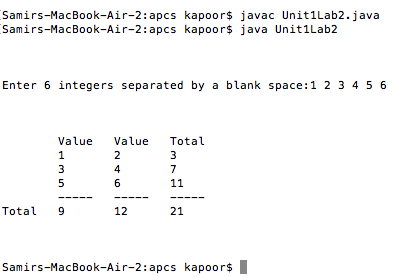 [Samirs-MacBook-Air-2:apcs kapoor$ javac Unit1Lab2.java
[Samirs-MacBook-Air-2:apcs kapoor$ java Unit1Lab2
Enter 6 integers separated by a blank space:1 2 3 4 5 6
Value Value Total
1 2 3
3 4 7
5 6 11
----- ----- -----
Total 9 12 21
Samirs-MacBook-Air-2:apcs kapoor$